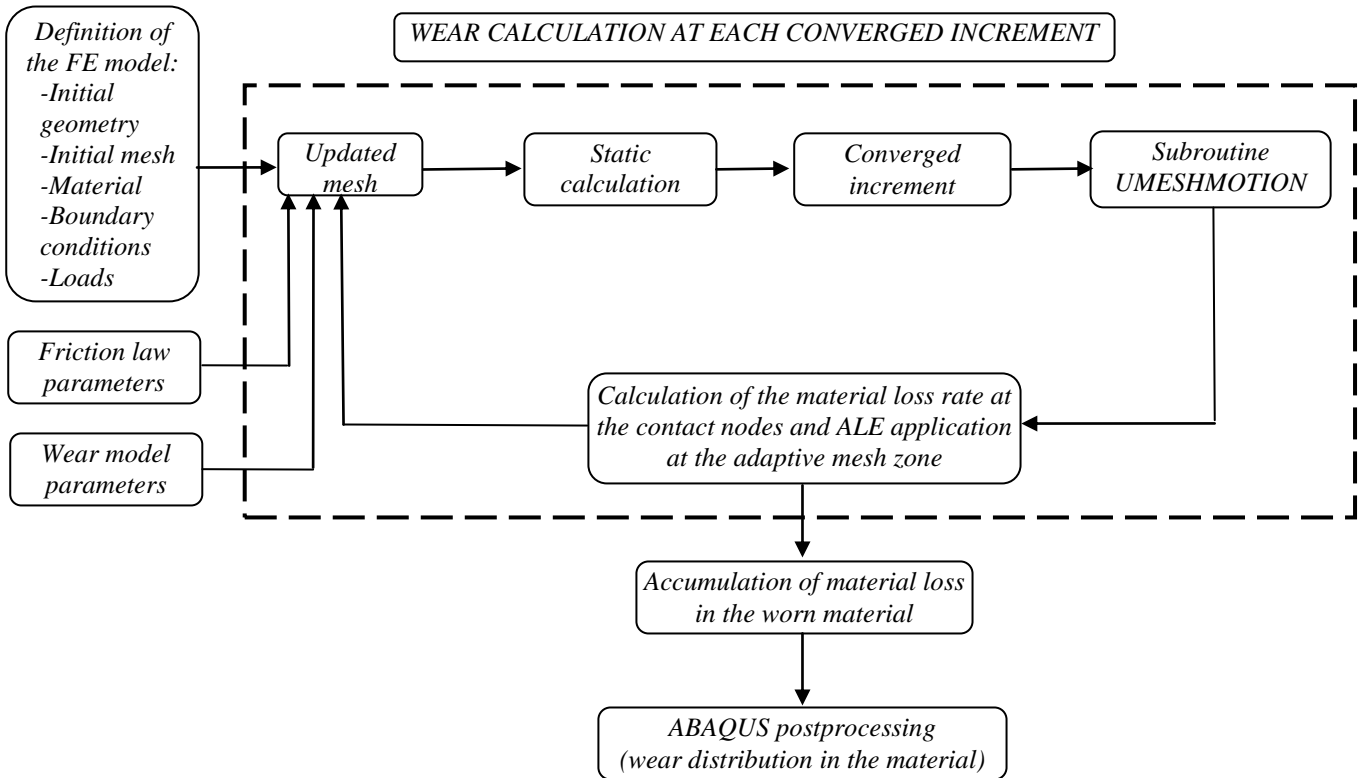 WEAR CALCULATION AT EACH CONVERGED INCREMENT
Definition of
the FE model:
-Initial
geometry
-Initial mesh
-Material
-Boundary
conditions
-Loads
Updated
mesh
Static
calculation
Converged
increment
Subroutine
UMESHMOTION
Friction law
parameters
Wear model
parameters
Calculation of the material loss rate at
the contact nodes and ALE application
at the adaptive mesh zone
Accumulation of material loss
in the worn material
ABAQUS postprocessing
(wear distribution in the material)